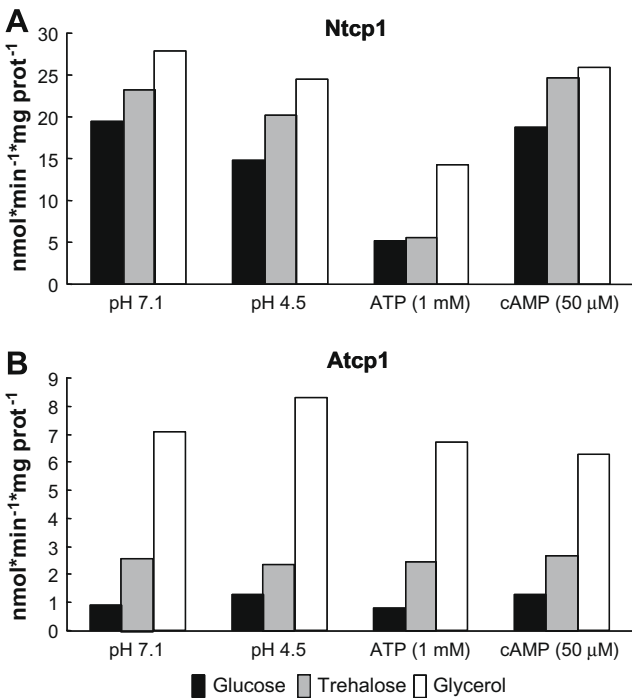 A
Ntcp1
nmol*min⁻¹*mg prot⁻¹
30
25
20
15
10
5
0
pH 7.1 pH 4.5 ATP (1 mM) cAMP (50 μM)
B
Atcp1
nmol*min⁻¹*mg prot⁻¹
9
8
7
6
5
4
3
2
1
0
pH 7.1 pH 4.5 ATP (1 mM) cAMP (50 μM)
Glucose Trehalose Glycerol